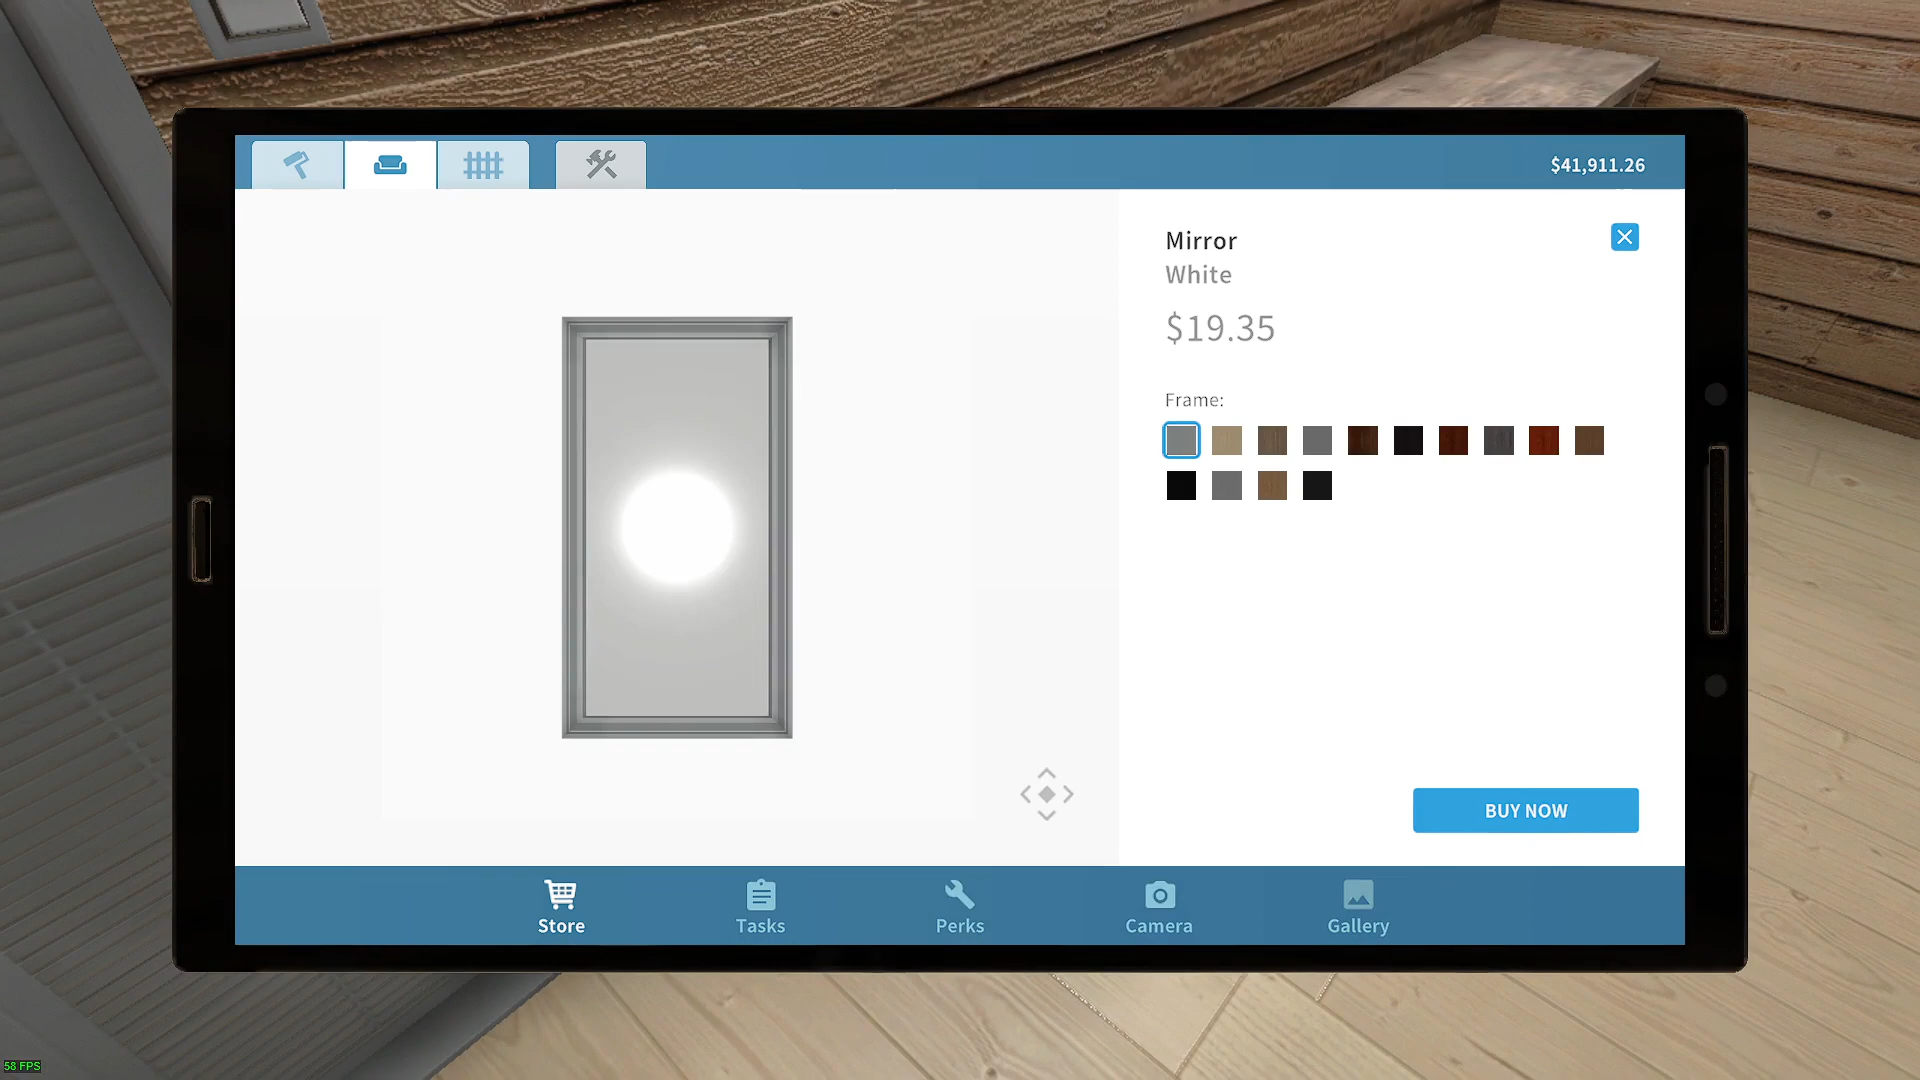 $41,911.26
Mirror
White
$19.35
Frame:
BUY NOW
Store
Tasks
Perks
Camera
Gallery
58 FPS